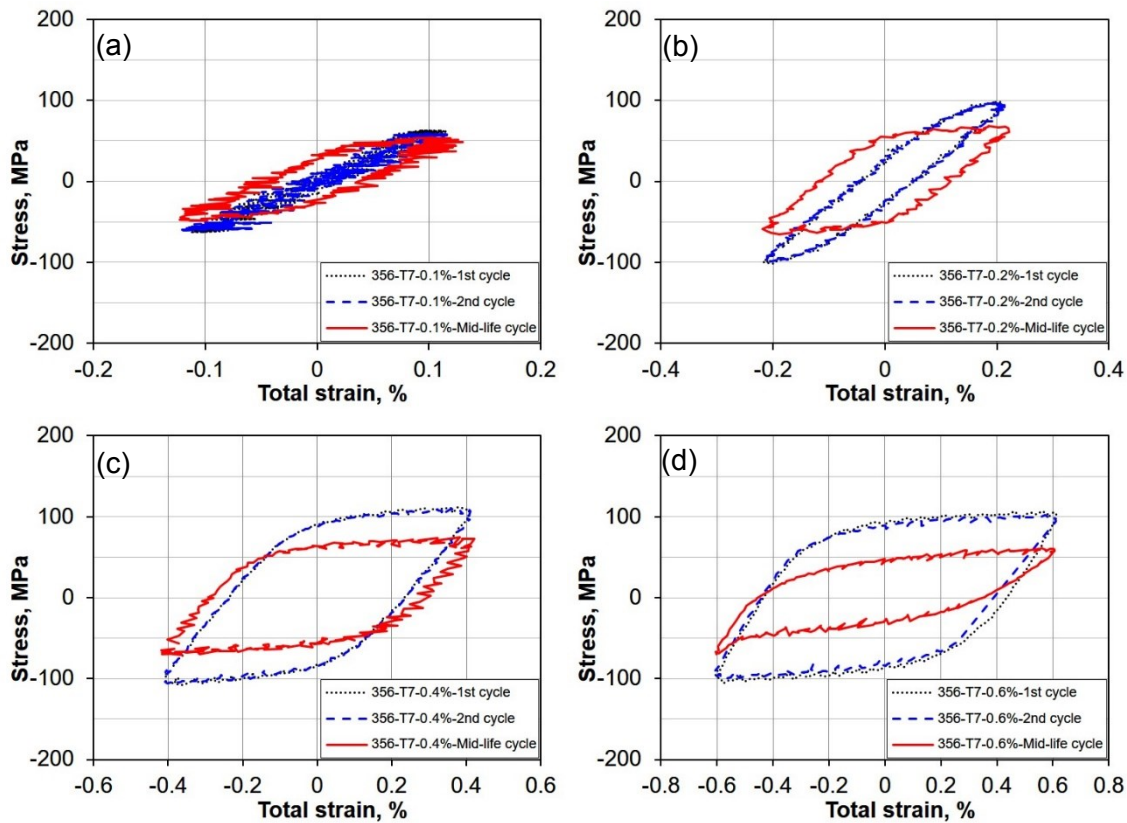 (a)
200
100
0
-100
-200
Stress, MPa
-0.2
-0.1
0
0.1
0.2
Total strain, %
356-T7-0.1%-1st cycle
356-T7-0.1%-2nd cycle
356-T7-0.1%-Mid-life cycle
(b)
200
100
0
-100
-200
Stress, MPa
-0.4
-0.2
0
0.2
0.4
Total strain, %
356-T7-0.2%-1st cycle
356-T7-0.2%-2nd cycle
356-T7-0.2%-Mid-life cycle
(c)
200
100
0
-100
-200
Stress, MPa
-0.6
-0.4
-0.2
0
0.2
0.4
0.6
Total strain, %
356-T7-0.4%-1st cycle
356-T7-0.4%-2nd cycle
356-T7-0.4%-Mid-life cycle
(d)
200
100
0
-100
-200
Stress, MPa
-0.8
-0.6
-0.4
-0.2
0
0.2
0.4
0.6
0.8
Total strain, %
356-T7-0.6%-1st cycle
356-T7-0.6%-2nd cycle
356-T7-0.6%-Mid-life cycle